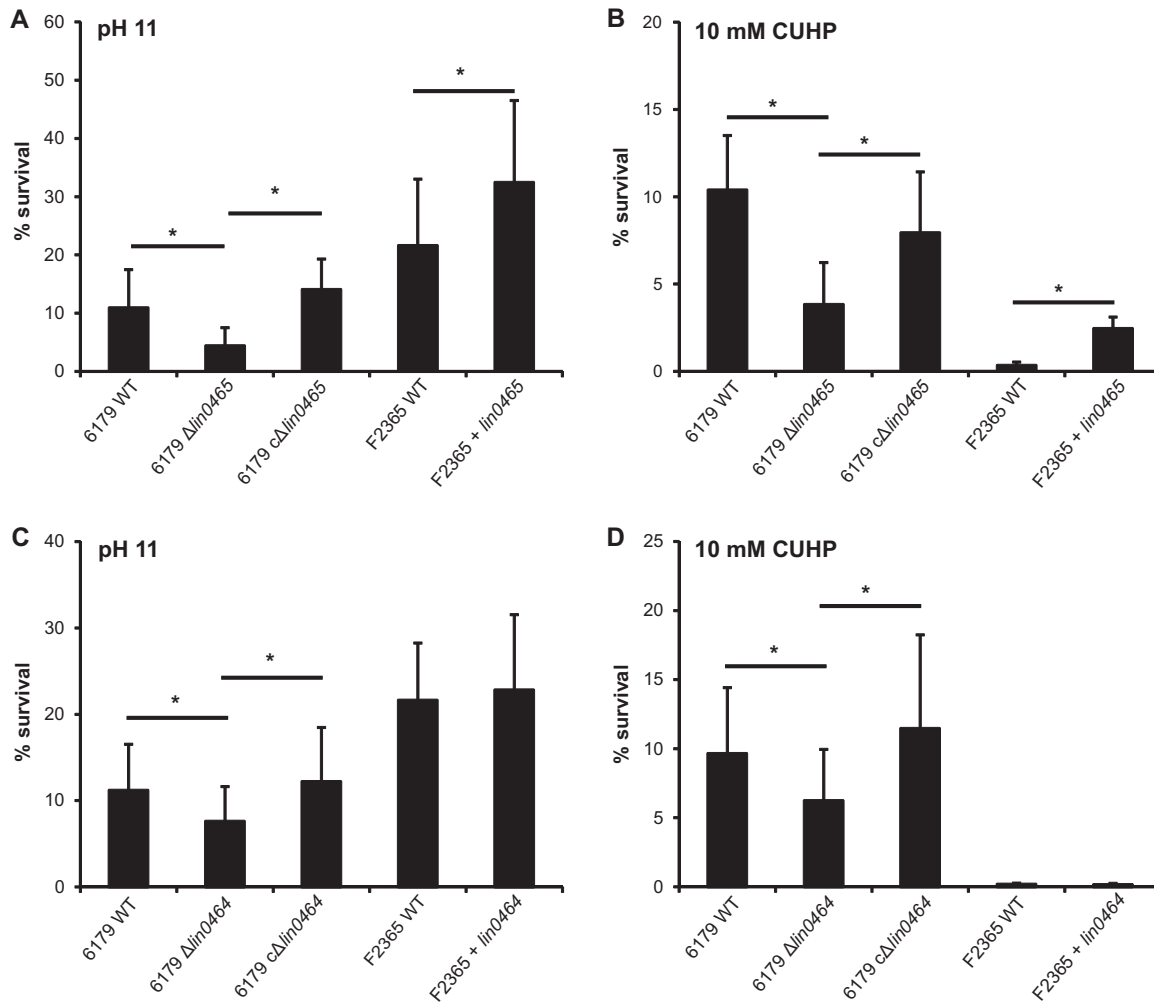 A
pH 11
% survival
60
50
40
30
20
10
0
*
*
*
6179 WT
6179 Δlin0465
6179 cΔlin0465
F2365 WT
F2365 + lin0465
B
10 mM CUHP
% survival
20
15
10
5
0
*
*
*
6179 WT
6179 Δlin0465
6179 cΔlin0465
F2365 WT
F2365 + lin0465
C
pH 11
% survival
40
30
20
10
0
*
*
6179 WT
6179 Δlin0464
6179 cΔlin0464
F2365 WT
F2365 + lin0464
D
10 mM CUHP
% survival
25
20
15
10
5
0
*
*
6179 WT
6179 Δlin0464
6179 cΔlin0464
F2365 WT
F2365 + lin0464